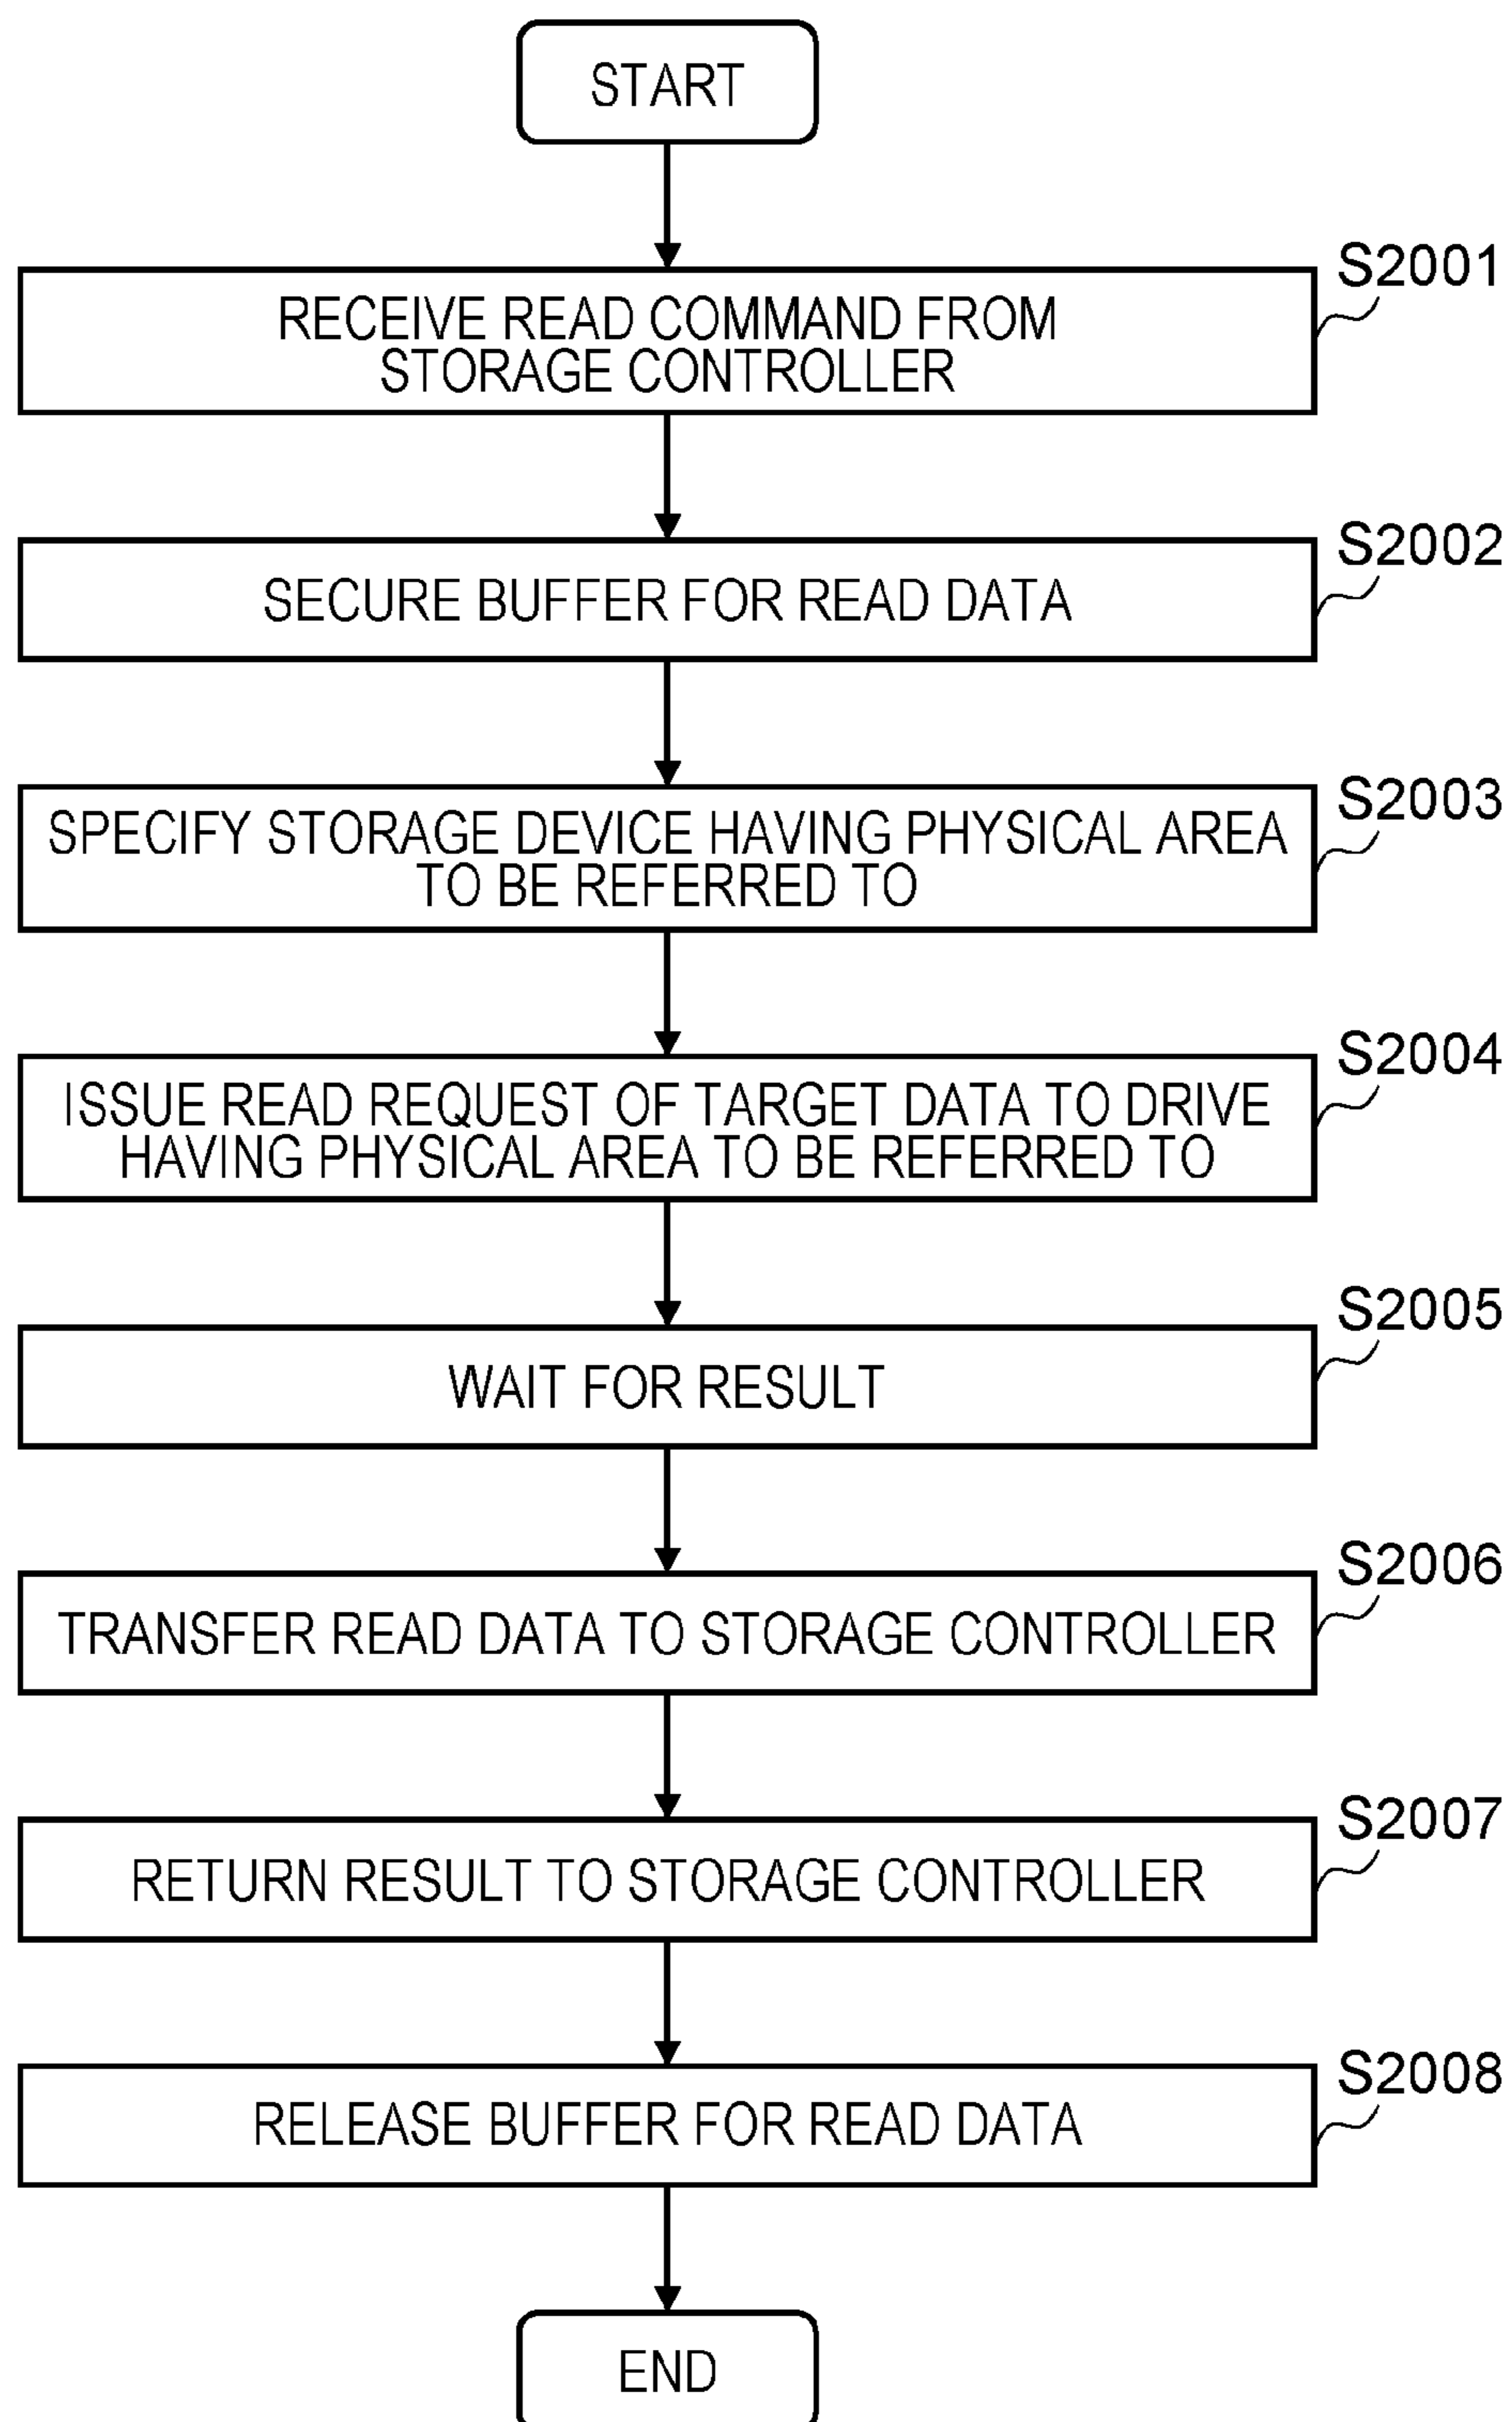 START
S2001
RECEIVE READ COMMAND FROM
STORAGE CONTROLLER
S2002
SECURE BUFFER FOR READ DATA
S2003
SPECIFY STORAGE DEVICE HAVING PHYSICAL AREA
TO BE REFERRED TO
S2004
ISSUE READ REQUEST OF TARGET DATA TO DRIVE
HAVING PHYSICAL AREA TO BE REFERRED TO
S2005
WAIT FOR RESULT
S2006
TRANSFER READ DATA TO STORAGE CONTROLLER
S2007
RETURN RESULT TO STORAGE CONTROLLER
S2008
RELEASE BUFFER FOR READ DATA
END